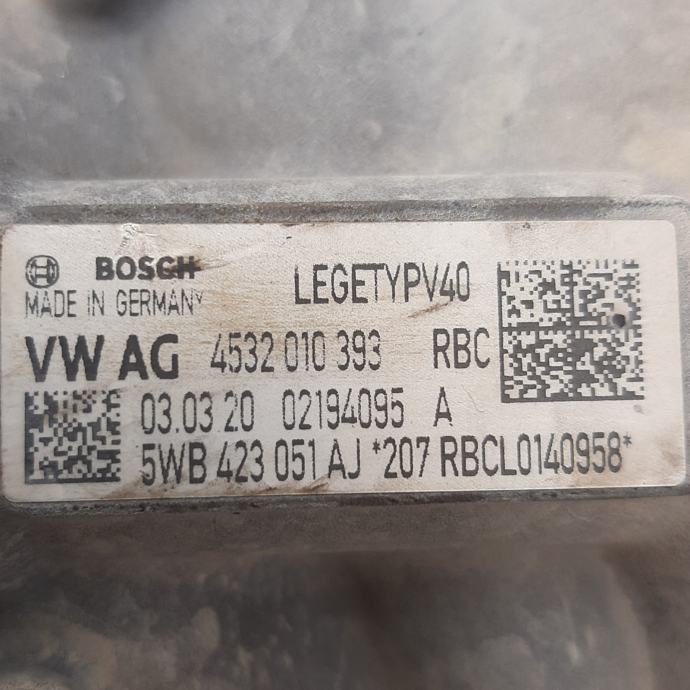 BOSCH LEGETYPV40
MADE IN GERMANY
VW AG 4532 010 393 RBC
03.03 20 02194095 A
5WB 423 051 AJ *207 RBCL0140958*